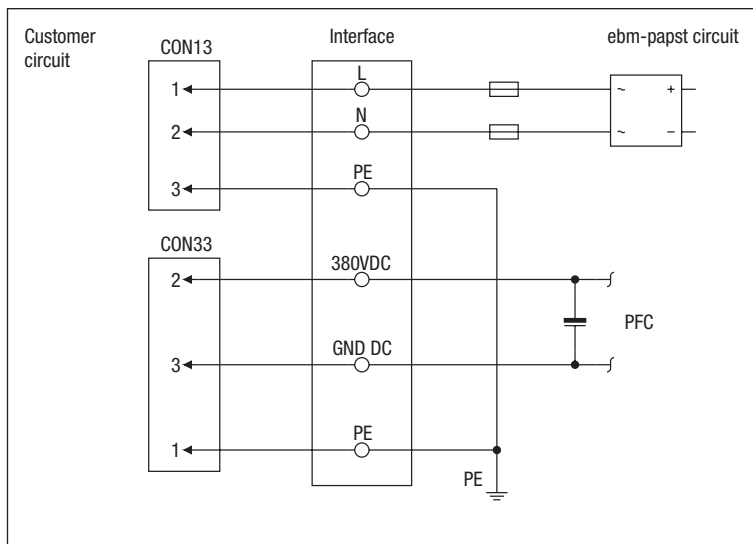 Customer
circuit
CON13
Interface
ebm-papst circuit
1
L
~
+
2
N
~
−
3
PE
CON33
2
380VDC
PFC
3
GND DC
1
PE
PE